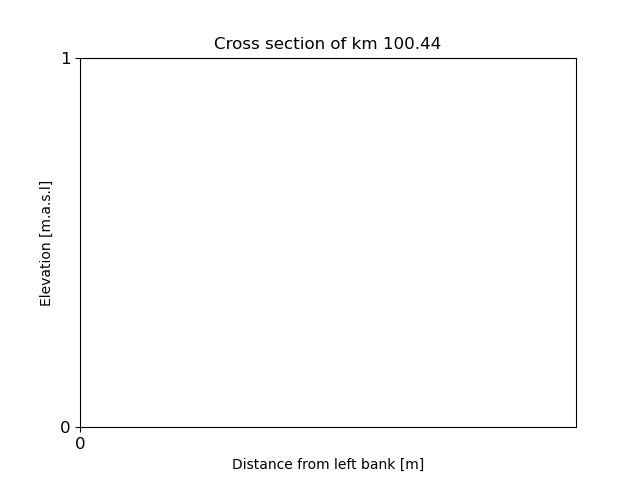 Cross section of km 100.44
1
Elevation [m.a.s.l]
0
0
Distance from left bank [m]